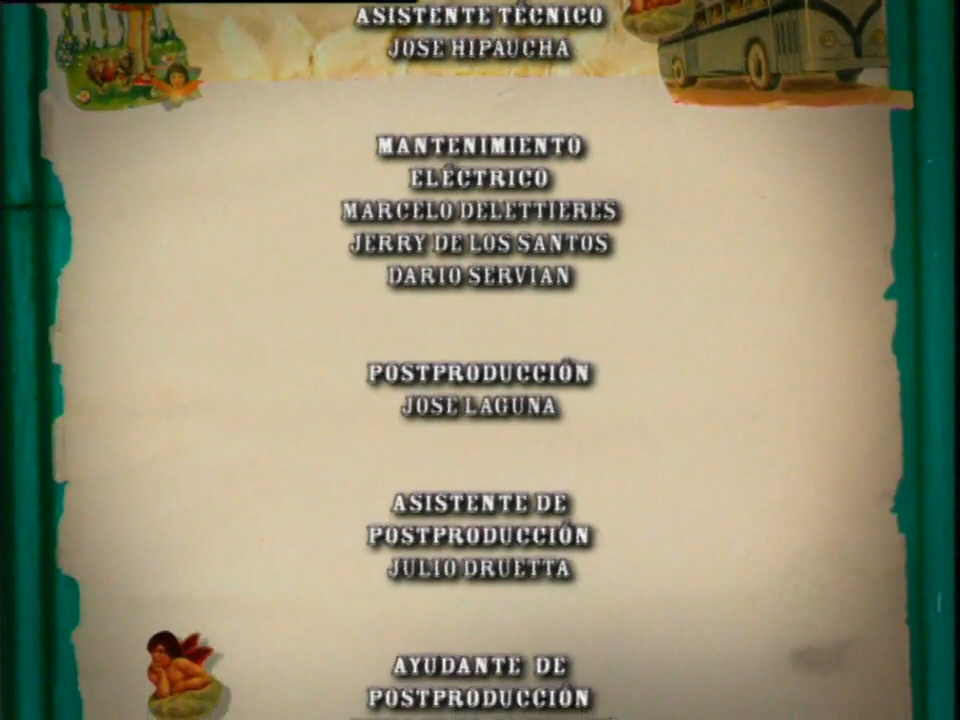 ASISTENTE TÉCNICO
JOSE HIPAUCHA
MANTENIMIENTO
ELÉCTRICO
MARCELO DELETTIERES
JERRY DE LOS SANTOS
DARIO SERVIAN
POSTPRODUCCIÓN
JOSE LAGUNA
ASISTENTE DE
POSTPRODUCCIÓN
JULIO DRUETTA
AYUDANTE DE
POSTPRODUCCIÓN